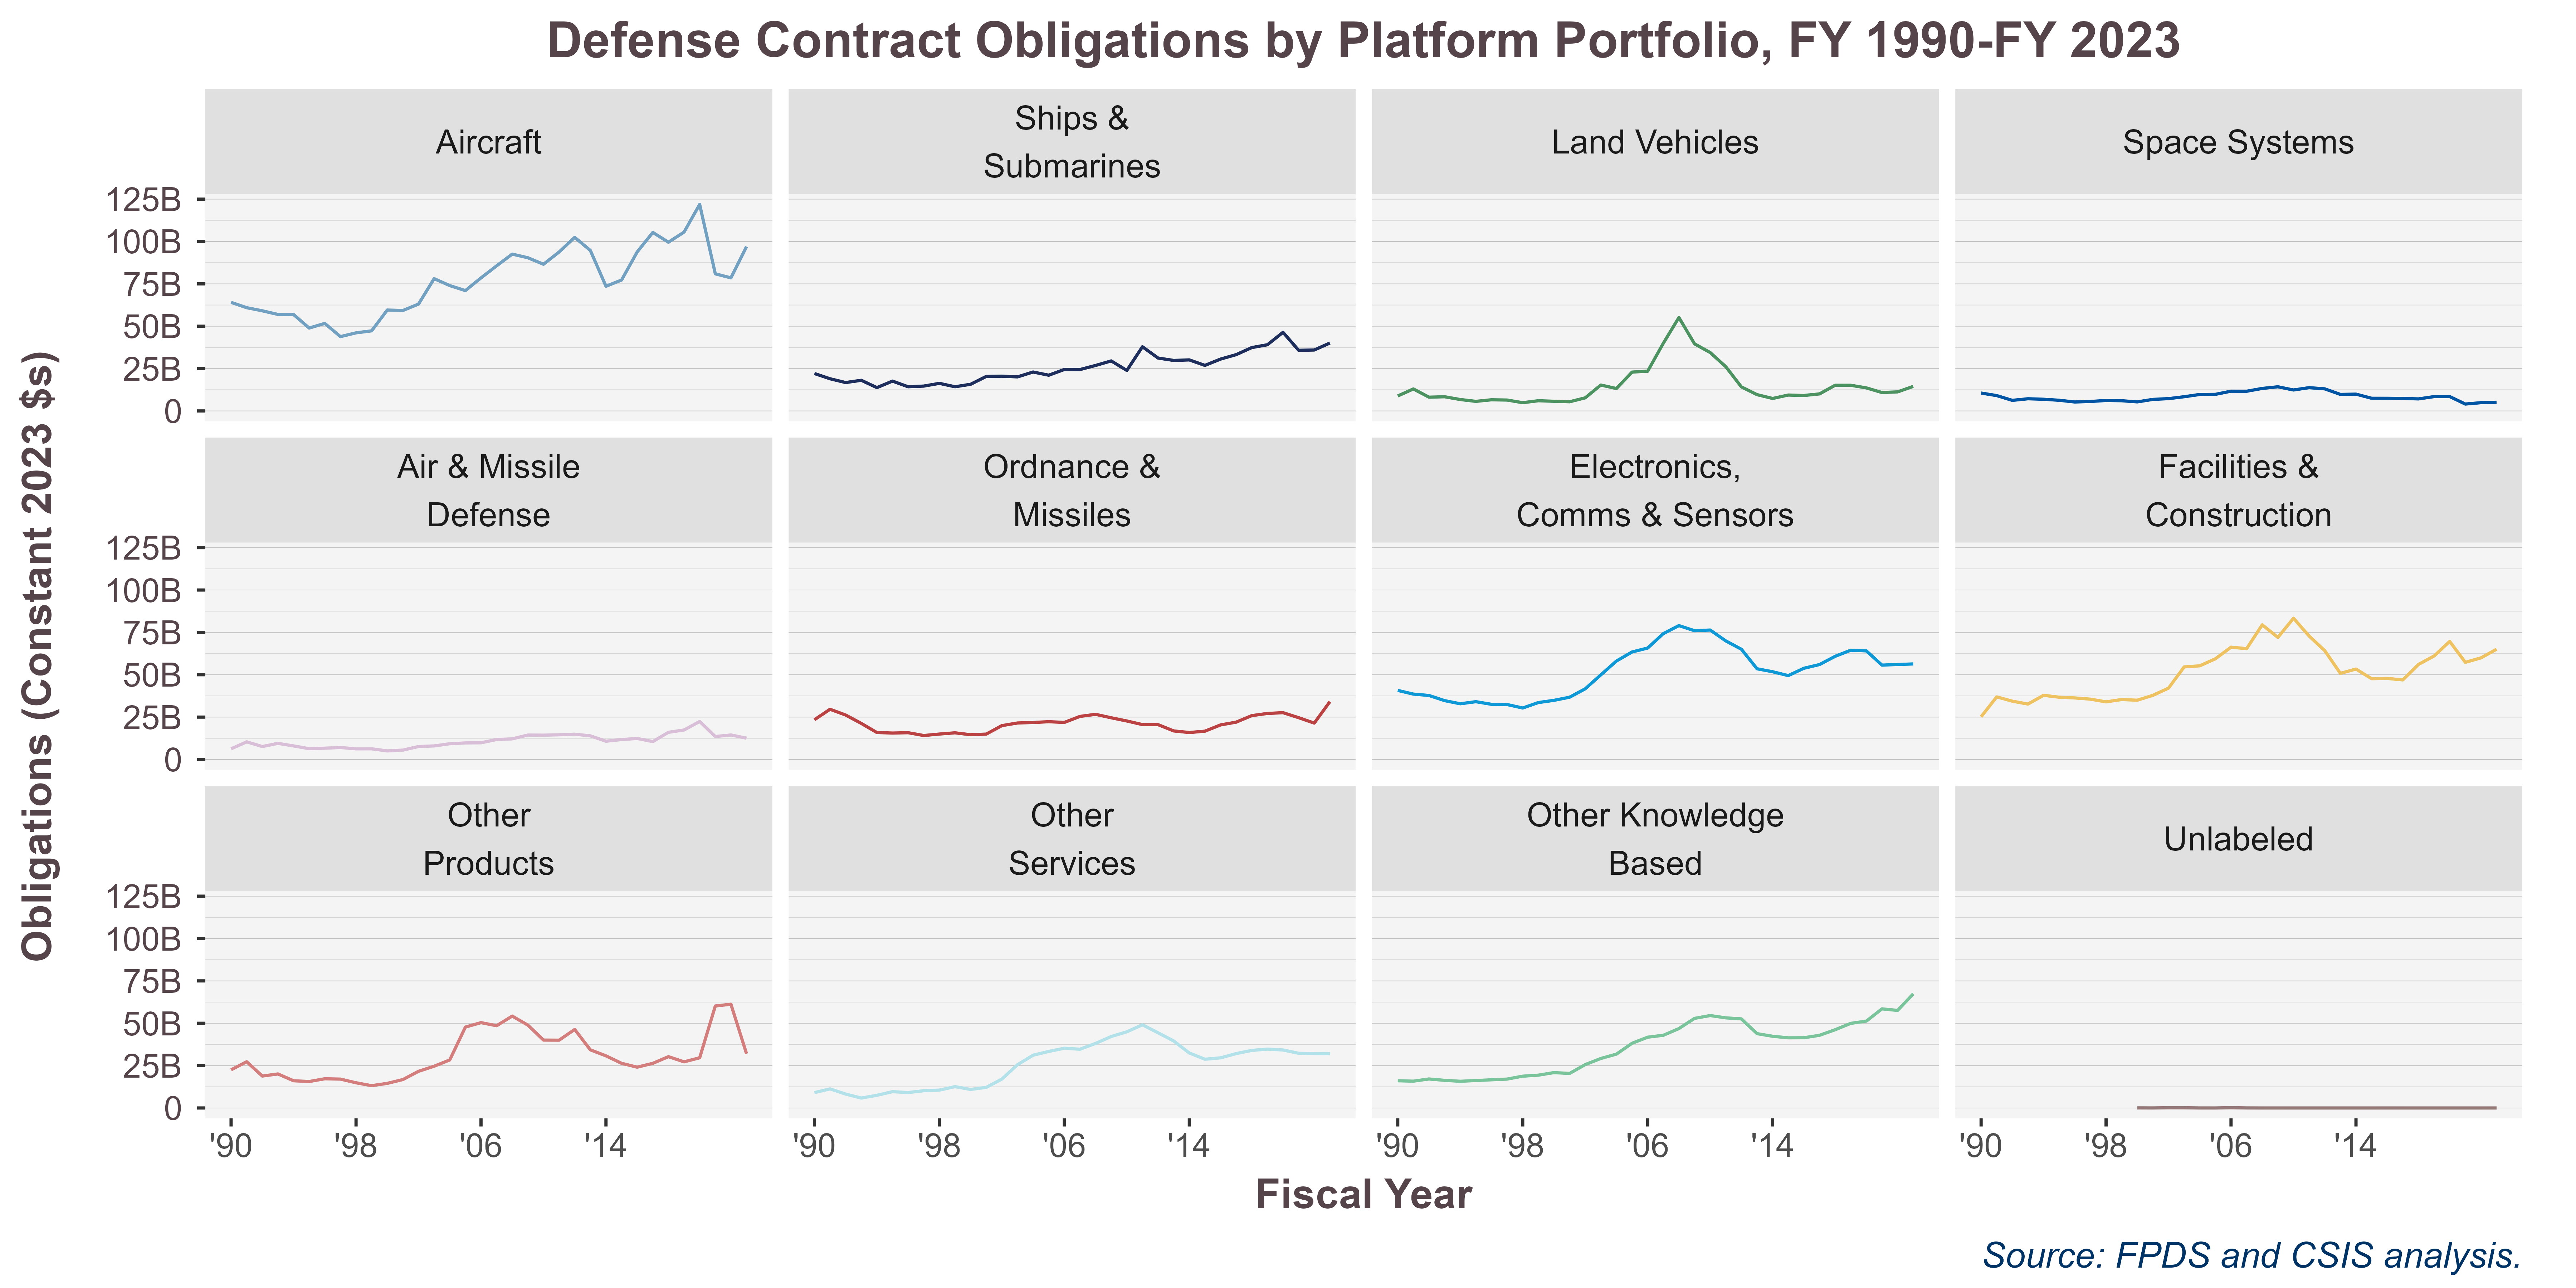 Defense Contract Obligations by Platform Portfolio, FY 1990-FY 2023
Obligations (Constant 2023 $s)
Aircraft
Ships &
Submarines
Land Vehicles
Space Systems
125B
100B
75B
50B
25B
0
Air & Missile
Defense
Ordnance &
Missiles
Electronics,
Comms & Sensors
Facilities &
Construction
125B
100B
75B
50B
25B
0
Other
Products
Other
Services
Other Knowledge
Based
Unlabeled
125B
100B
75B
50B
25B
0
'90 '98 '06 '14 '90 '98 '06 '14 '90 '98 '06 '14 '90 '98 '06 '14
Fiscal Year
Source: FPDS and CSIS analysis.